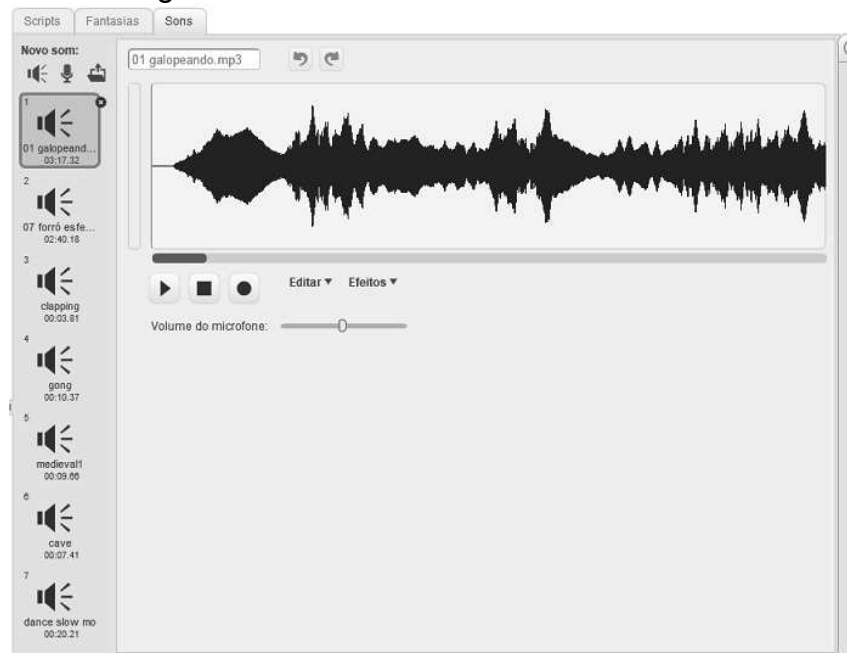 Scripts Fantasias Sons
Novo som:
01 galopeando.mp3
1
01 galopeand...
03:17.32
2
07 forró esfe...
02:40.18
3
clapping
00:03.81
4
gong
00:10.37
5
medieval1
00:09.66
6
cave
00:07.41
7
dance slow mo
00:20.21
Editar Efeitos
Volume do microfone: